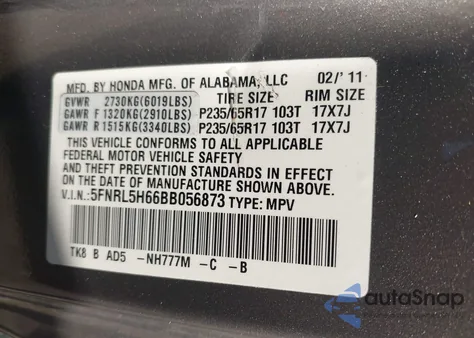 MFD. BY HONDA MFG. OF ALABAMA, LLC 02/'11
GVWR 2730KG(6019LBS) TIRE SIZE RIM SIZE
GAWR F 1320KG(2910LBS) P235/65R17 103T 17X7J
GAWR R 1515KG(3340LBS) P235/65R17 103T 17X7J
THIS VEHICLE CONFORMS TO ALL APPLICABLE
FEDERAL MOTOR VEHICLE SAFETY
AND THEFT PREVENTION STANDARDS IN EFFECT
ON THE DATE OF MANUFACTURE SHOWN ABOVE.
V.I.N.: 5FNRL5H66BB056873 TYPE: MPV
TK8 B AD5 -NH777M -C -B
autoSnap